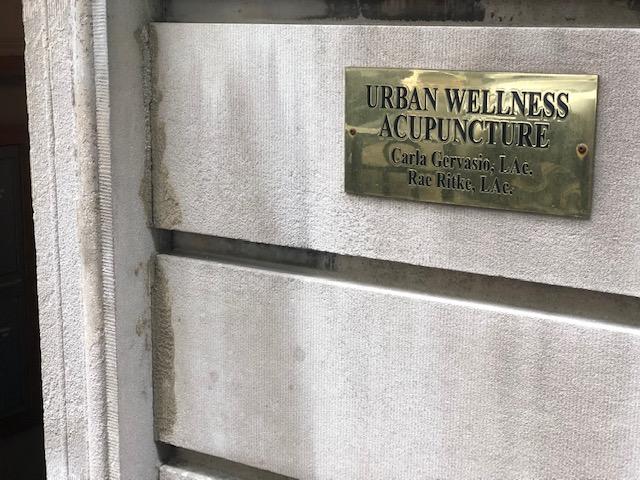 URBAN WELLNESS
ACUPUNCTURE
Carla Gervasio, LAc.
Rae Ritke, LAc.